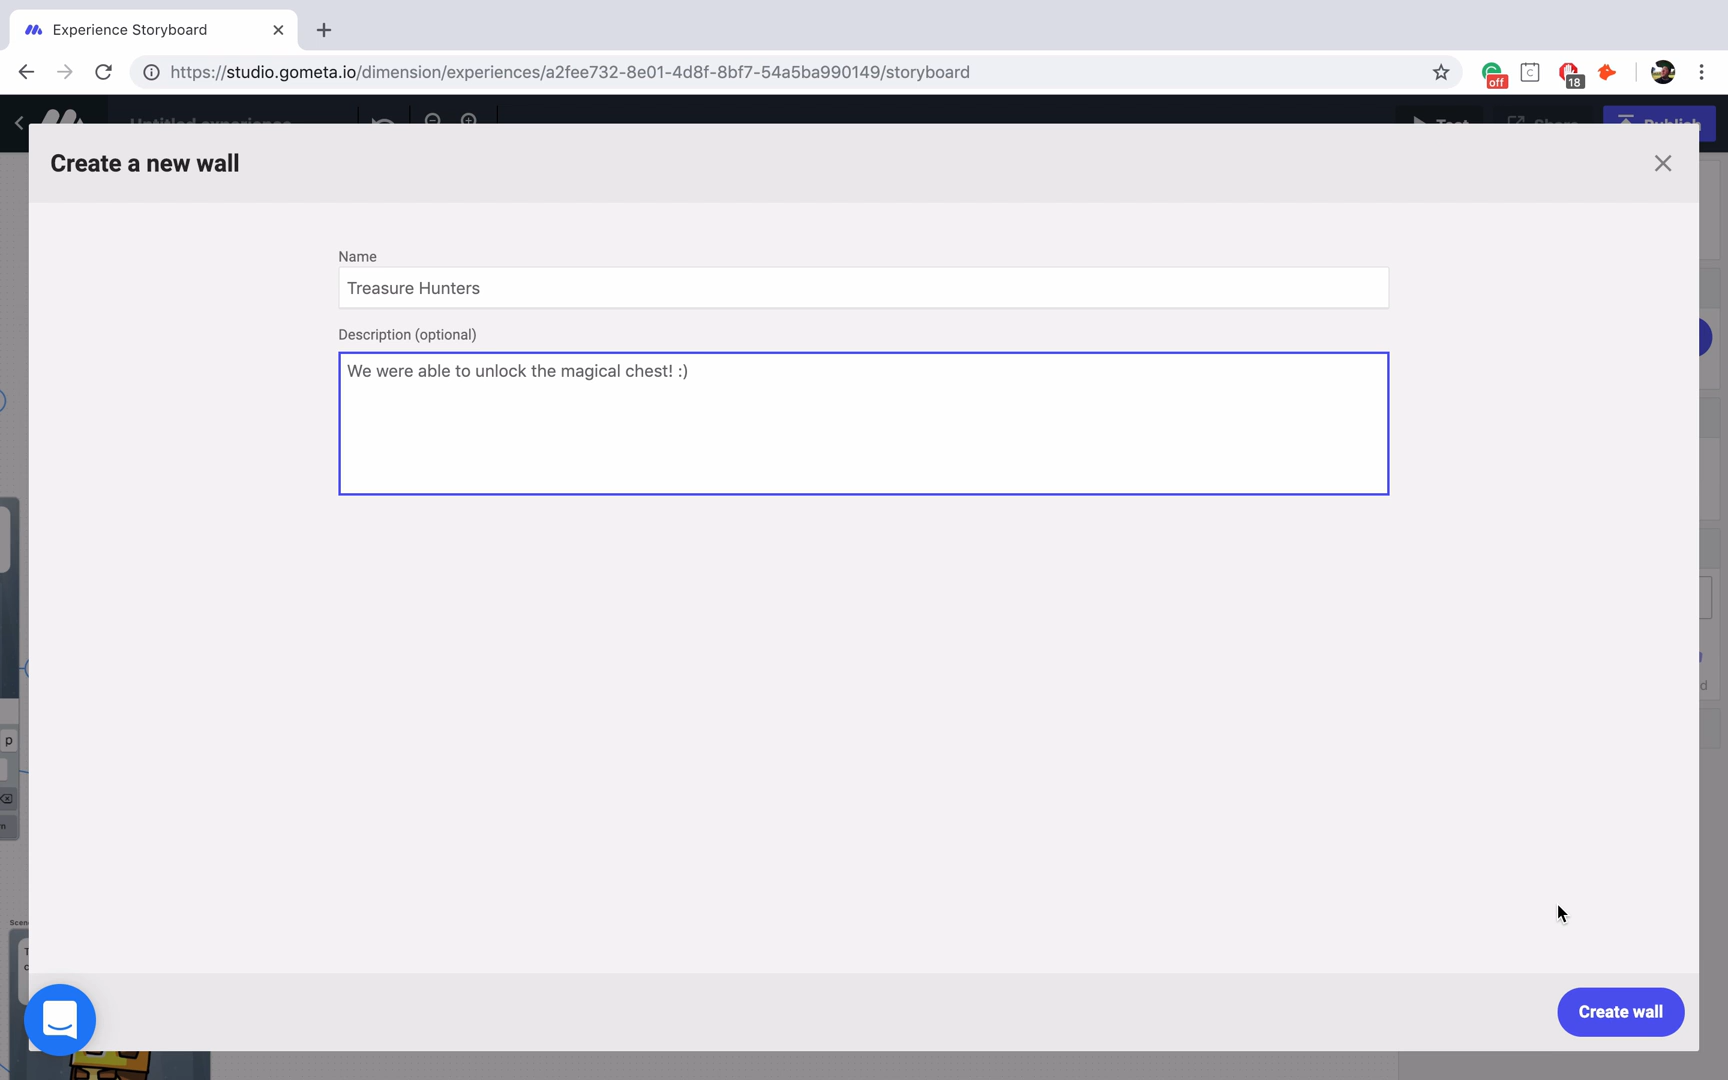 Experience Storyboard
https://studio.gometa.io/dimension/experiences/a2fee732-8e01-4d8f-8bf7-54a5ba990149/storyboard
off
C
18
Untitled experience
Test
Share
Publish
Create a new wall
Name
Treasure Hunters
Description (optional)
We were able to unlock the magical chest! :)
p
d
Create wall